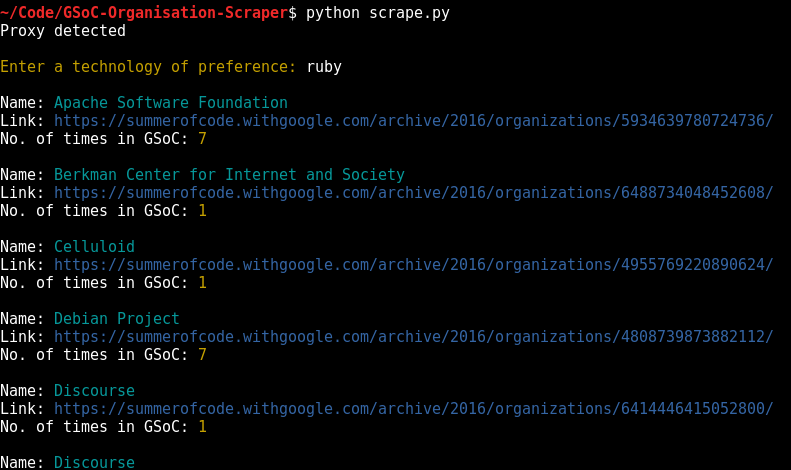 ~/Code/GSoC-Organisation-Scraper$ python scrape.py
Proxy detected
Enter a technology of preference: ruby
Name: Apache Software Foundation
Link: https://summerofcode.withgoogle.com/archive/2016/organizations/5934639780724736/
No. of times in GSoC: 7
Name: Berkman Center for Internet and Society
Link: https://summerofcode.withgoogle.com/archive/2016/organizations/6488734048452608/
No. of times in GSoC: 1
Name: Celluloid
Link: https://summerofcode.withgoogle.com/archive/2016/organizations/4955769220890624/
No. of times in GSoC: 1
Name: Debian Project
Link: https://summerofcode.withgoogle.com/archive/2016/organizations/4808739873882112/
No. of times in GSoC: 7
Name: Discourse
Link: https://summerofcode.withgoogle.com/archive/2016/organizations/6414446415052800/
No. of times in GSoC: 1
Name: Discourse